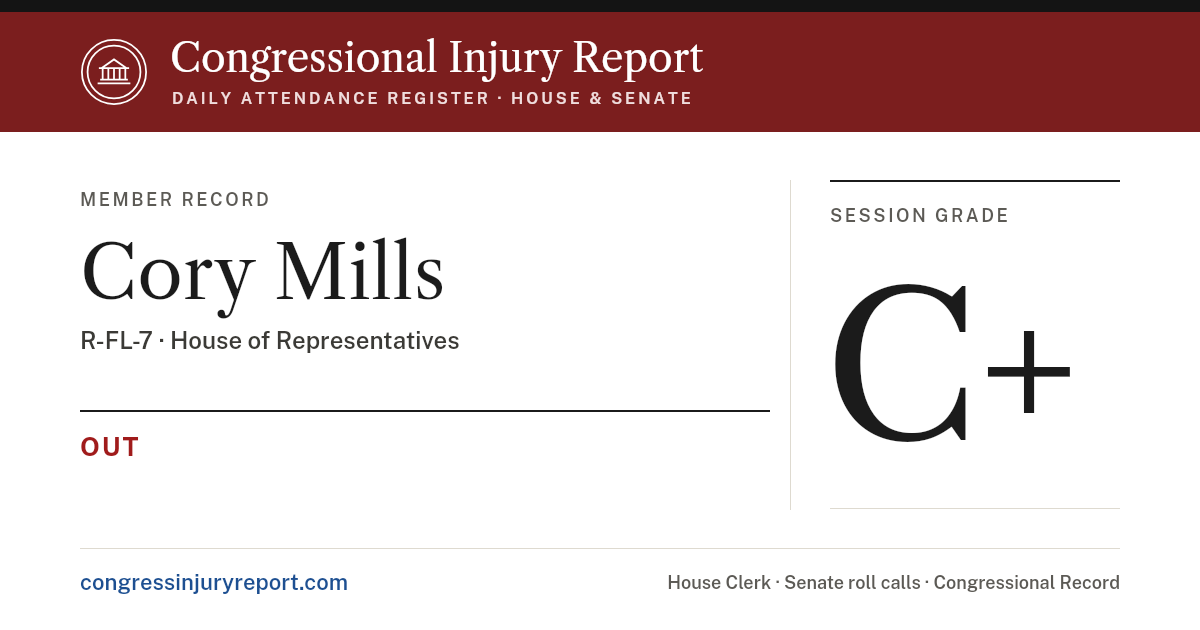 Congressional Injury Report
DAILY ATTENDANCE REGISTER · HOUSE & SENATE
MEMBER RECORD
Cory Mills
R-FL-7 · House of Representatives
OUT
SESSION GRADE
C+
congressinjuryreport.com
House Clerk · Senate roll calls · Congressional Record